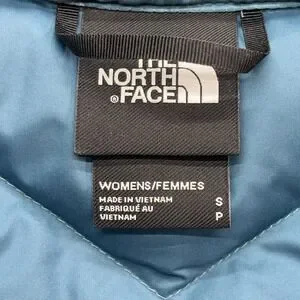 THE
NORTH
FACE
®
WOMENS/FEMMES
MADE IN VIETNAM
FABRIQUÉ AU
VIETNAM
S
P